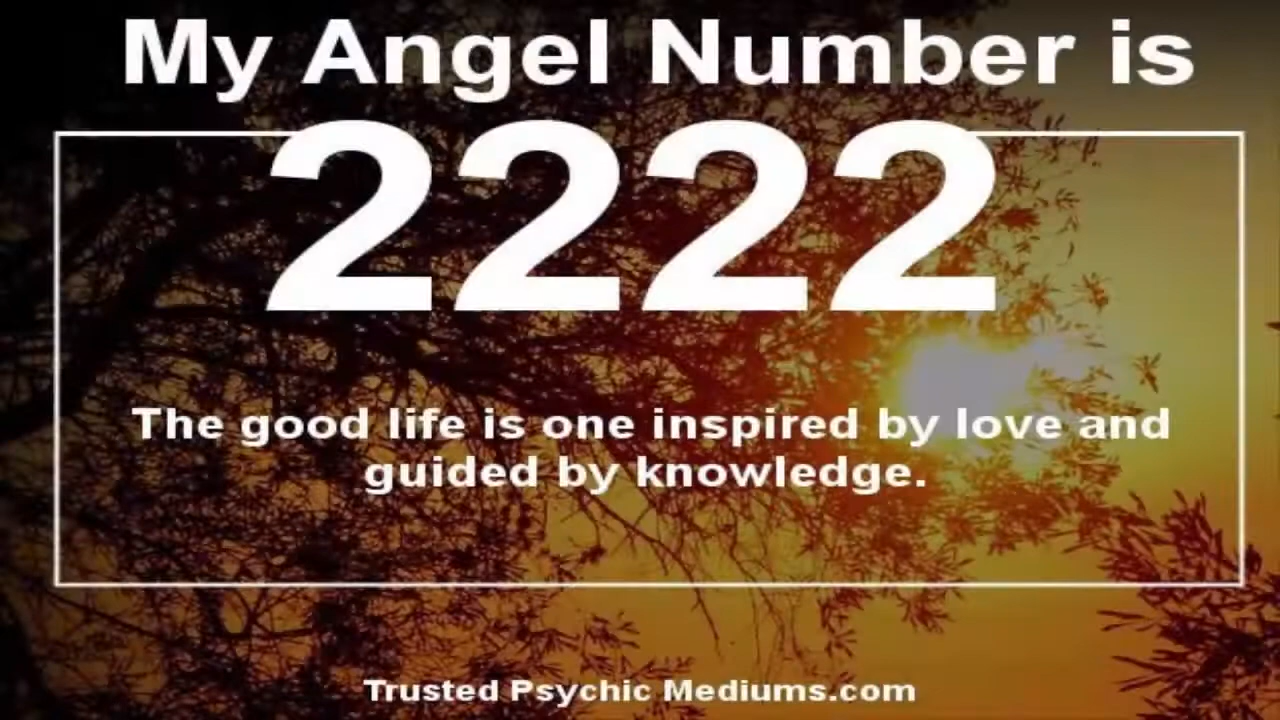 My Angel Number is
2222
The good life is one inspired by love and
guided by knowledge.
Trusted Psychic Mediums.com